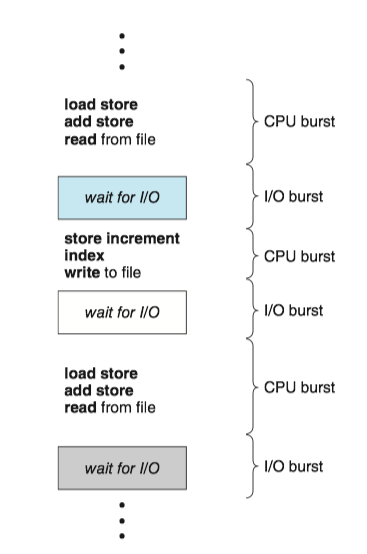 load store
add store
read from file
CPU burst
wait for I/O
I/O burst
store increment
index
write to file
CPU burst
wait for I/O
I/O burst
load store
add store
read from file
CPU burst
wait for I/O
I/O burst